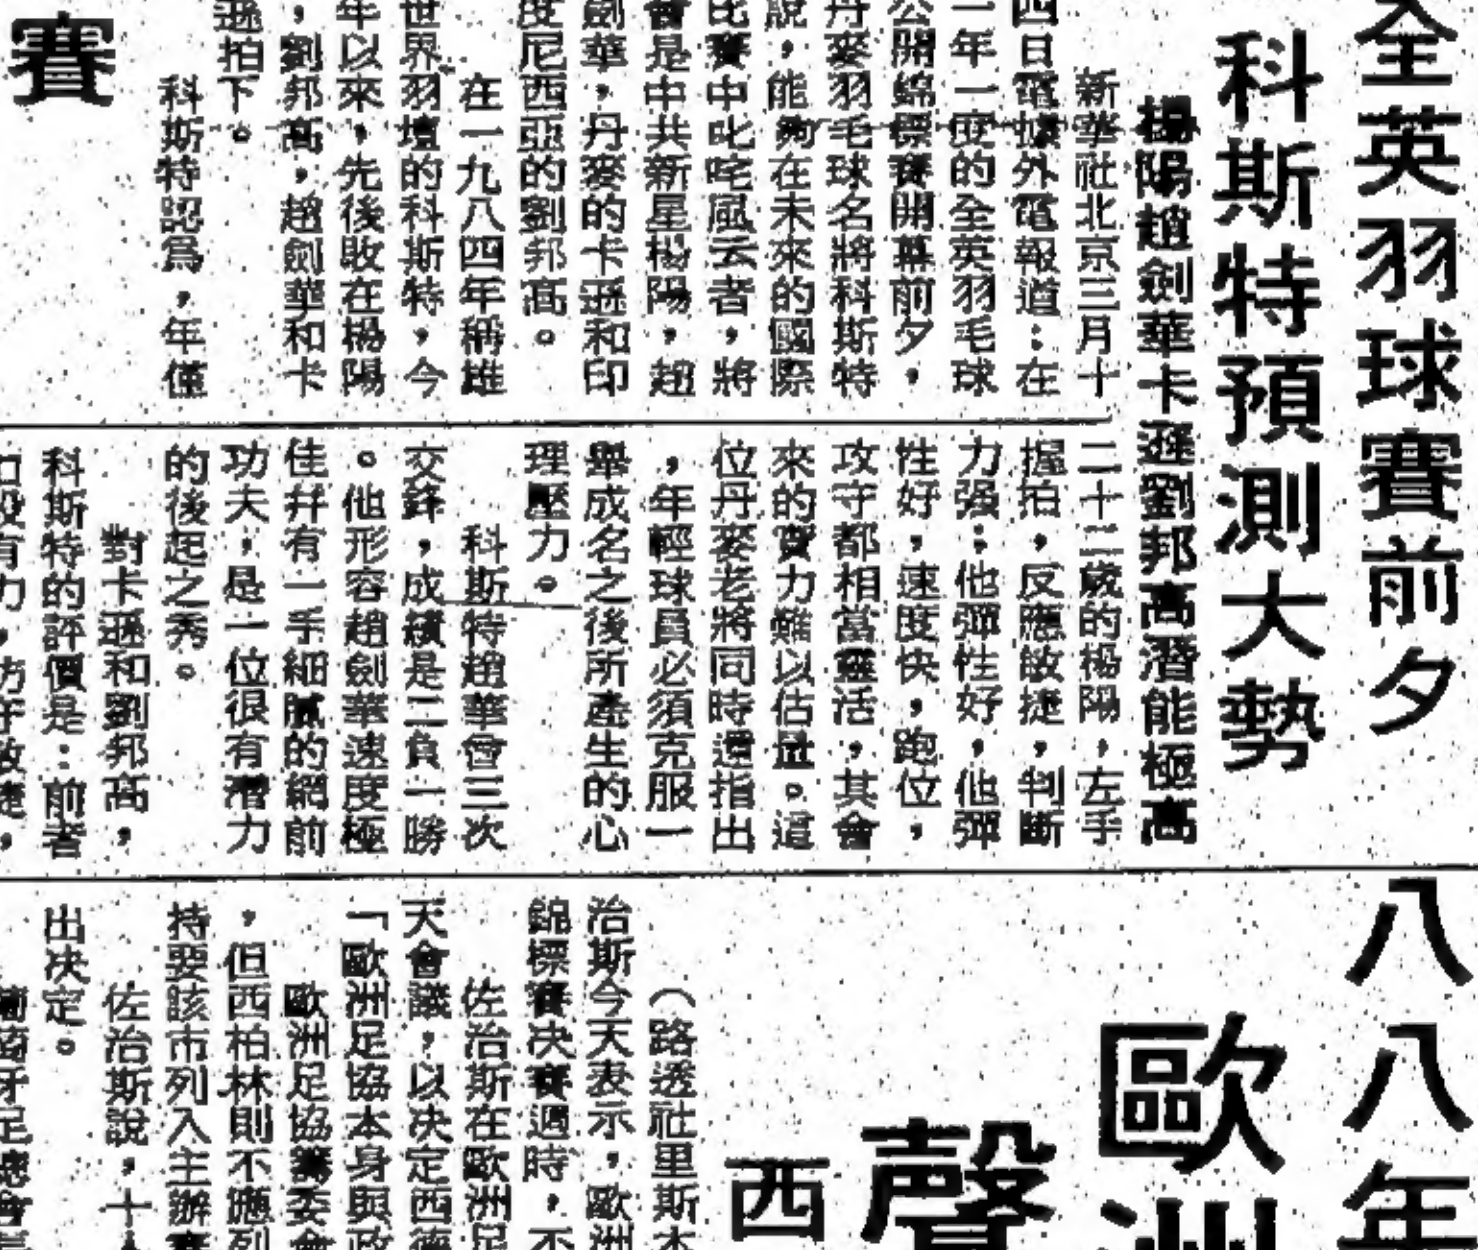 全英羽球賽前夕
科斯特預測大勢
楊陽趙劍華卡遜劉邦高潛能極高
新華社北京三月十
四日電據外電報道：在
一年一度的全英羽毛球
公開錦標賽開幕前夕，
丹麥羽毛球名將科斯特
說，能夠在未來的國際
比賽中叱咤風云者，將
會是中共新星楊陽，趙
劍華，丹麥的卡遜和印
度尼西亞的劉邦高。
在一九八四年稱雄
世界羽壇的科斯特，今
年以來，先後敗在楊陽
，劉邦高，趙劍華和卡
遜拍下。
科斯特認爲，年僅
二十二歲的楊陽，左手
握拍，反應敏捷，判斷
力强；他彈性好，他彈
性好，速度快，跑位，
攻守都相當靈活，其會
來的實力難以估量。這
位丹麥老將同時還指出
，年輕球員必須克服一
舉成名之後所產生的心
理壓力。
科斯特趙華會三次
交鋒，成績是二負一勝
。他形容趙劍華速度極
佳幷有一手細膩的網前
功夫，是一位很有潛力
的後起之秀。
對卡遜和劉邦高，
科斯特的評價是：前者
賽
八八年
歐洲
聲
西
（路透社里斯本
治斯今天表示，歐洲
錦標賽決賽週時，不
佐治斯在歐洲足
天會議，以決定西德
「歐洲足協本身與政
歐洲足協籌委會
，但西柏林則不應列
持要該市列入主辦賽
佐治斯說，十
出決定。
葡萄牙足總會長